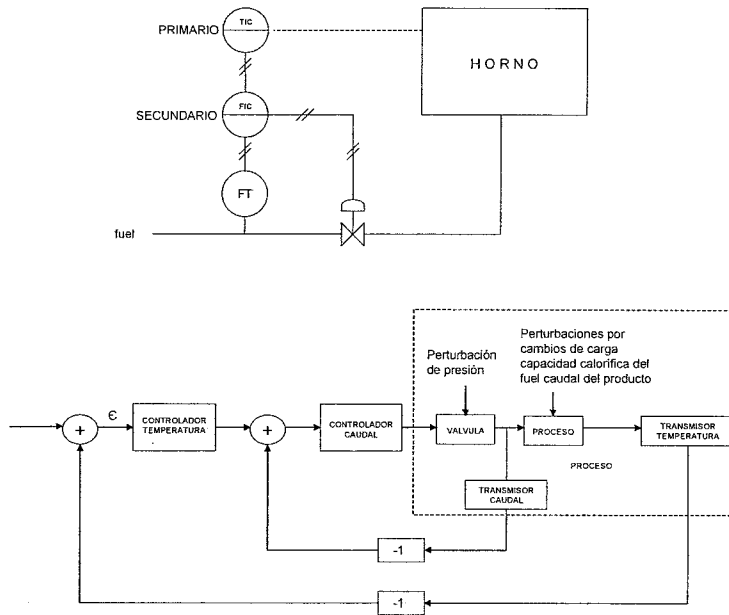 PRIMARIO
TIC
HORNO
SECUNDARIO
FIC
FT
fuel
Perturbación
de presión
Perturbaciones por
cambios de carga
capacidad calorifica del
fuel caudal del producto
Є
+
CONTROLADOR
TEMPERATURA
+
CONTROLADOR
CAUDAL
VALVULA
PROCESO
TRANSMISOR
TEMPERATURA
PROCESO
TRANSMISOR
CAUDAL
-1
-1